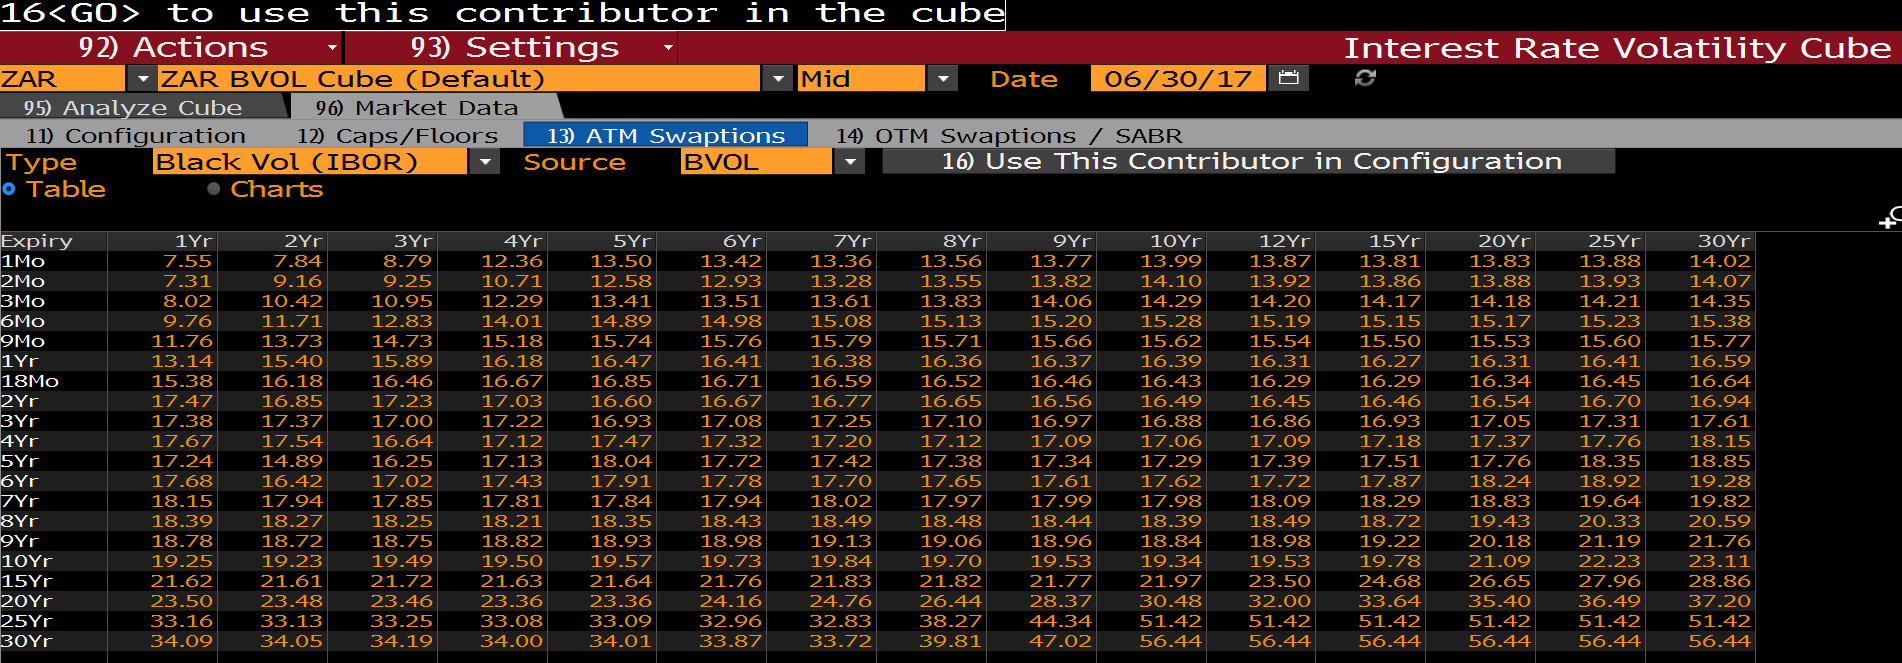 16<GO> to use this contributor in the cube
92) Actions 93) Settings Interest Rate Volatility Cube
ZAR ZAR BVOL Cube (Default) Mid Date 06/30/17
95) Analyze Cube 96) Market Data
11) Configuration 12) Caps/Floors 13) ATM Swaptions 14) OTM Swaptions / SABR
Type Black Vol (IBOR) Source BVOL 16) Use This Contributor in Configuration
Table Charts
Expiry 1Yr 2Yr 3Yr 4Yr 5Yr 6Yr 7Yr 8Yr 9Yr 10Yr 12Yr 15Yr 20Yr 25Yr 30Yr
1Mo 7.55 7.84 8.79 12.36 13.50 13.42 13.36 13.56 13.77 13.99 13.87 13.81 13.83 13.88 14.02
2Mo 7.31 9.16 9.25 10.71 12.58 12.93 13.28 13.55 13.82 14.10 13.92 13.86 13.88 13.93 14.07
3Mo 8.02 10.42 10.95 12.29 13.41 13.51 13.61 13.83 14.06 14.29 14.20 14.17 14.18 14.21 14.35
6Mo 9.76 11.71 12.83 14.01 14.89 14.98 15.08 15.13 15.20 15.28 15.19 15.15 15.17 15.23 15.38
9Mo 11.76 13.73 14.73 15.18 15.74 15.76 15.79 15.71 15.66 15.62 15.54 15.50 15.53 15.60 15.77
1Yr 13.14 15.40 15.89 16.18 16.47 16.41 16.38 16.36 16.37 16.39 16.31 16.27 16.31 16.41 16.59
18Mo 15.38 16.18 16.46 16.67 16.85 16.71 16.59 16.52 16.46 16.43 16.29 16.29 16.34 16.45 16.64
2Yr 17.47 16.85 17.23 17.03 16.60 16.67 16.77 16.65 16.56 16.49 16.45 16.46 16.54 16.70 16.94
3Yr 17.38 17.37 17.00 17.22 16.93 17.08 17.25 17.10 16.97 16.88 16.86 16.93 17.05 17.31 17.61
4Yr 17.67 17.54 16.64 17.12 17.47 17.32 17.20 17.12 17.09 17.06 17.09 17.18 17.37 17.76 18.15
5Yr 17.24 14.89 16.25 17.13 18.04 17.72 17.42 17.38 17.34 17.29 17.39 17.51 17.76 18.35 18.85
6Yr 17.68 16.42 17.02 17.43 17.91 17.78 17.70 17.65 17.61 17.62 17.72 17.87 18.24 18.92 19.28
7Yr 18.15 17.94 17.85 17.81 17.84 17.94 18.02 17.97 17.99 17.98 18.09 18.29 18.83 19.64 19.82
8Yr 18.39 18.27 18.25 18.21 18.35 18.43 18.49 18.48 18.44 18.39 18.49 18.72 19.43 20.33 20.59
9Yr 18.78 18.72 18.75 18.82 18.93 18.98 19.13 19.06 18.96 18.84 18.98 19.22 20.18 21.19 21.76
10Yr 19.25 19.23 19.49 19.50 19.57 19.73 19.84 19.70 19.53 19.34 19.53 19.78 21.09 22.23 23.11
15Yr 21.62 21.61 21.72 21.63 21.64 21.76 21.83 21.82 21.77 21.97 23.50 24.68 26.65 27.96 28.86
20Yr 23.50 23.48 23.46 23.36 23.36 24.16 24.76 26.44 28.37 30.48 32.00 33.64 35.40 36.49 37.20
25Yr 33.16 33.13 33.25 33.08 33.09 32.96 32.83 38.27 44.34 51.42 51.42 51.42 51.42 51.42 51.42
30Yr 34.09 34.05 34.19 34.00 34.01 33.87 33.72 39.81 47.02 56.44 56.44 56.44 56.44 56.44 56.44